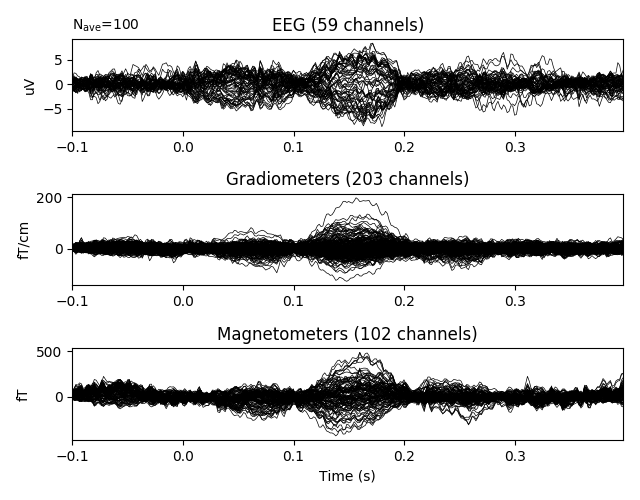 N_ave=100
EEG (59 channels)
5
0
−5
uV
−0.1 0.0 0.1 0.2 0.3
Gradiometers (203 channels)
200
0
fT/cm
−0.1 0.0 0.1 0.2 0.3
Magnetometers (102 channels)
500
0
fT
−0.1 0.0 0.1 0.2 0.3
Time (s)